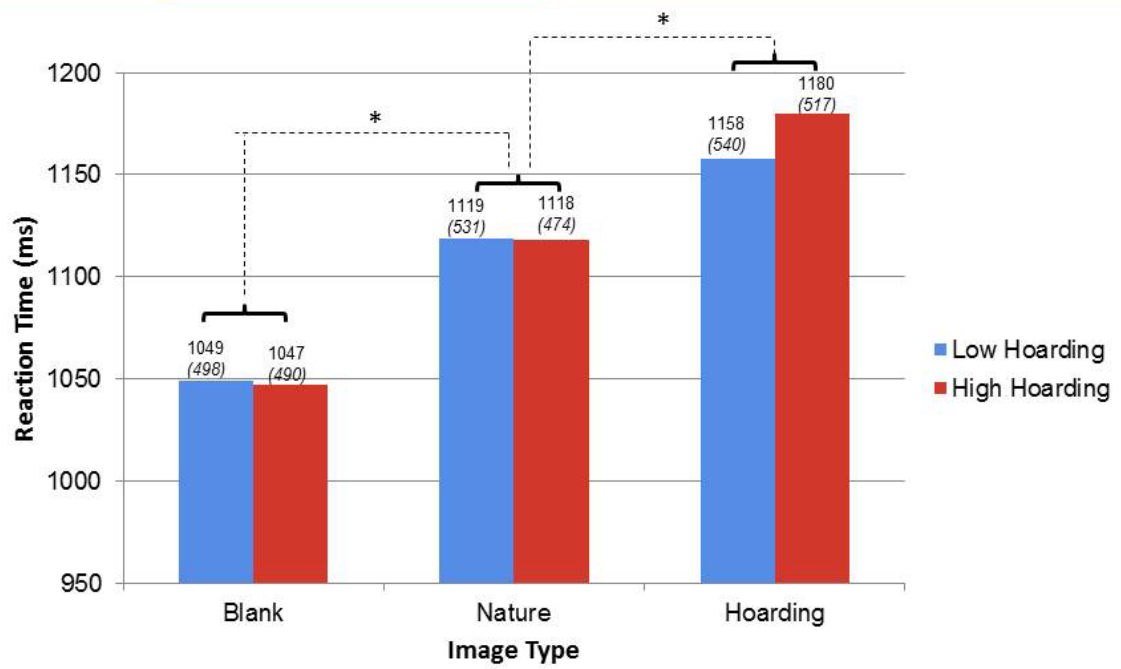 *
1200
1180
(517)
1158
(540)
*
1150
1119
(531)
1118
(474)
1100
1049
(498)
1047
(490)
1050
1000
950
Reaction Time (ms)
Blank
Nature
Hoarding
Image Type
Low Hoarding
High Hoarding